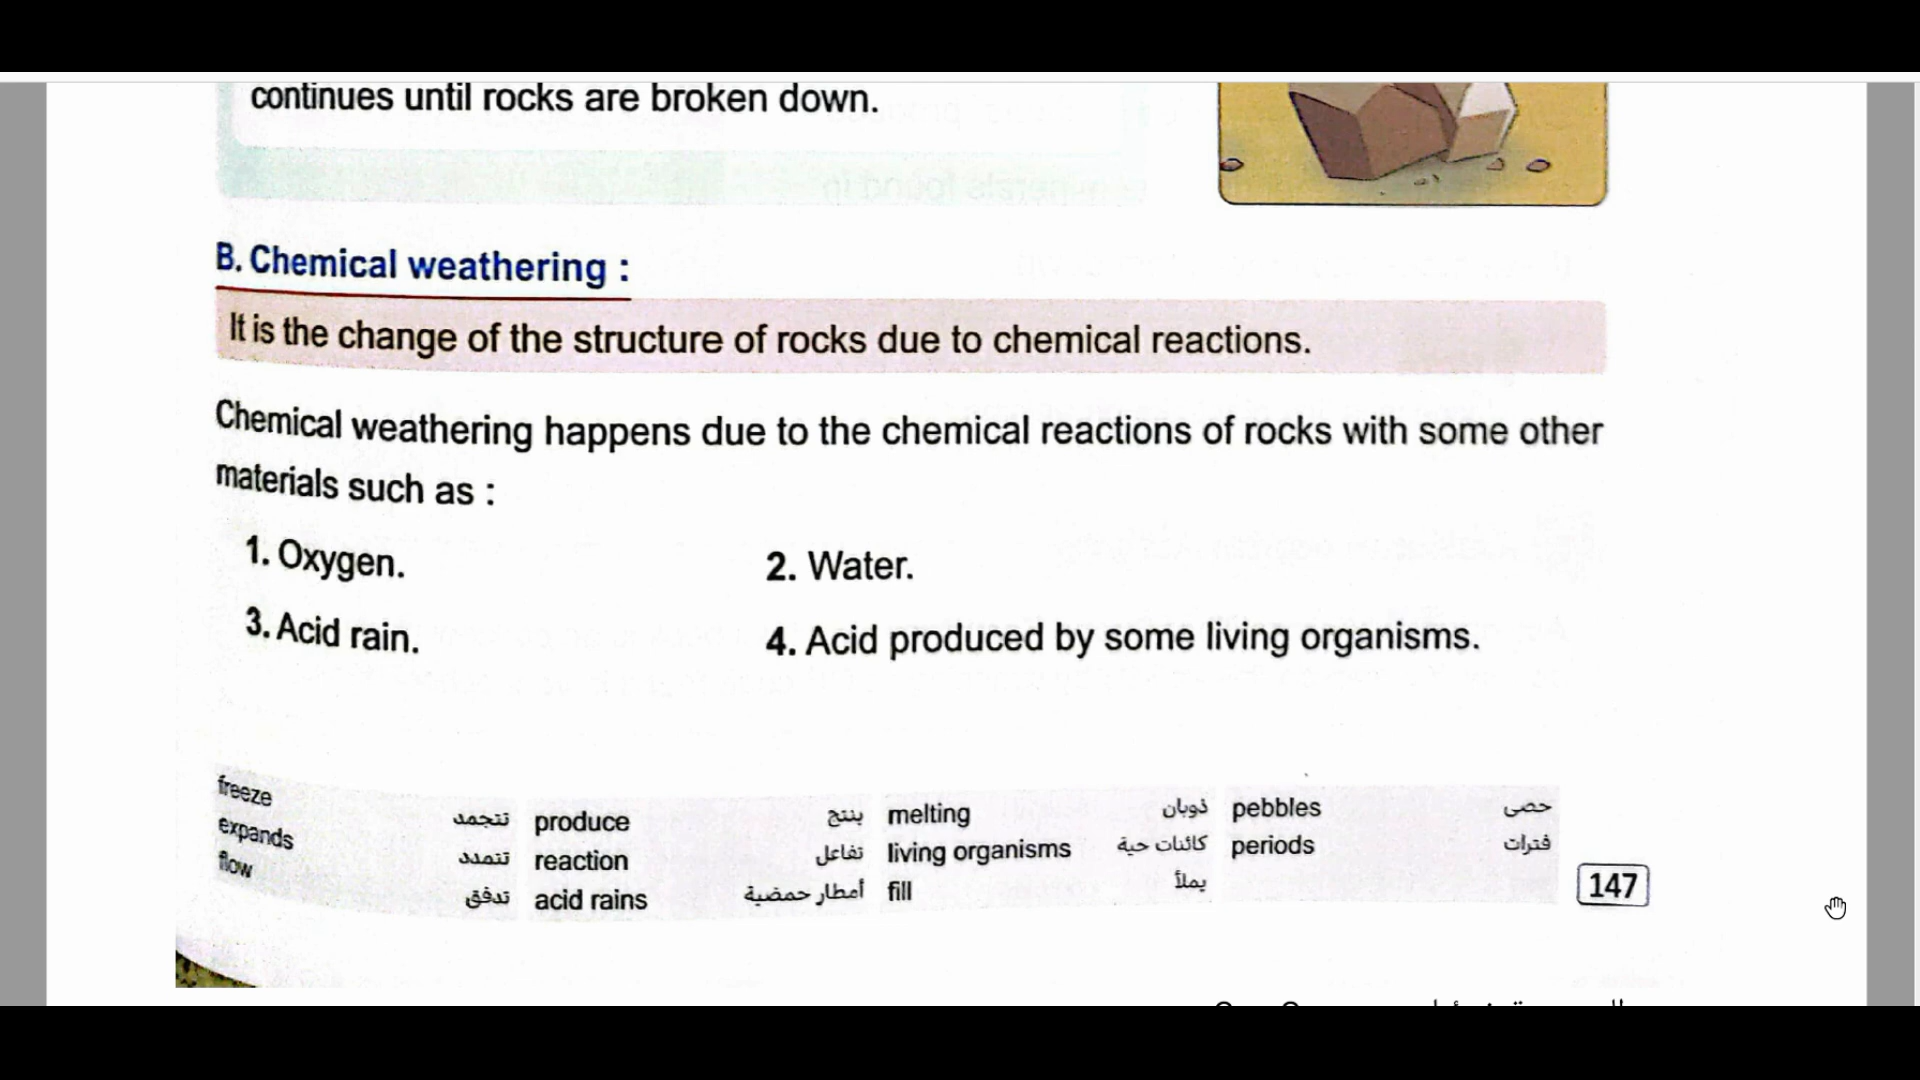 continues until rocks are broken down.
B. Chemical weathering :
It is the change of the structure of rocks due to chemical reactions.
Chemical weathering happens due to the chemical reactions of rocks with some other
materials such as :
1. Oxygen.
2. Water.
3. Acid rain.
4. Acid produced by some living organisms.
freeze تتجمد
expands تتمدد
flow تدفق
produce ينتج
reaction تفاعل
acid rains أمطار حمضية
melting ذوبان
living organisms كائنات حية
fill يملأ
pebbles حصى
periods فترات
147